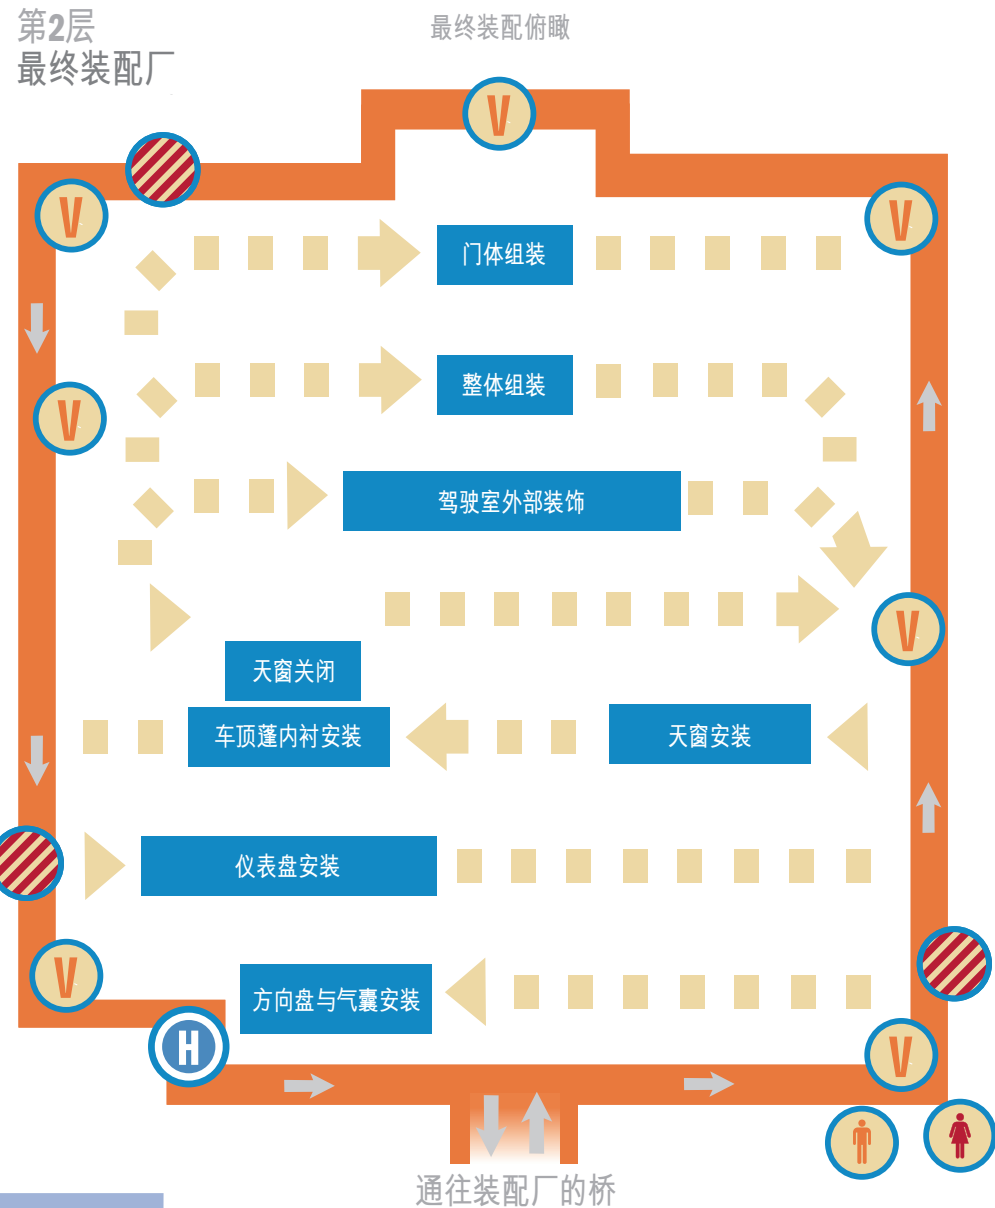 第2层
最终装配厂
最终装配俯瞰
V
V
V
门体组装
整体组装
V
驾驶室外部装饰
V
天窗关闭
车顶蓬内衬安装
天窗安装
仪表盘安装
V
方向盘与气囊安装
H
V
通往装配厂的桥